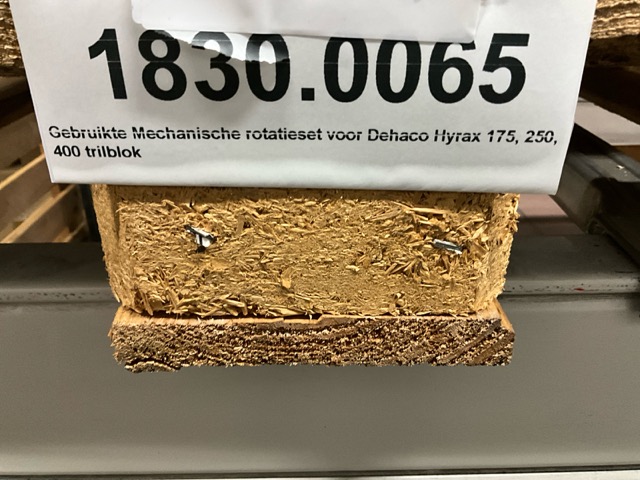 1830.0065
Gebruikte Mechanische rotatieset voor Dehaco Hyrax 175, 250,
400 trilblok